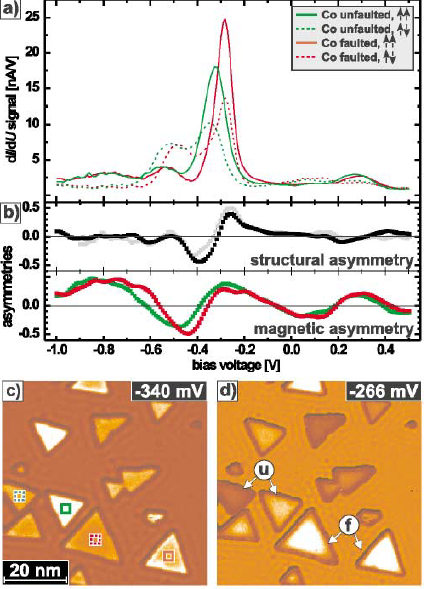 a)
Co unfaulted, ↑↑
Co unfaulted, ↑↓
Co faulted, ↑↑
Co faulted, ↑↓
dI/dU signal [nA/V]
25
20
15
10
5
b)
0.5
0.0
-0.5
structural asymmetry
asymmetries
0.5
0.0
-0.5
magnetic asymmetry
-1.0 -0.8 -0.6 -0.4 -0.2 0.0 0.2 0.4
bias voltage [V]
c) -340 mV
20 nm
d) -266 mV
u
f